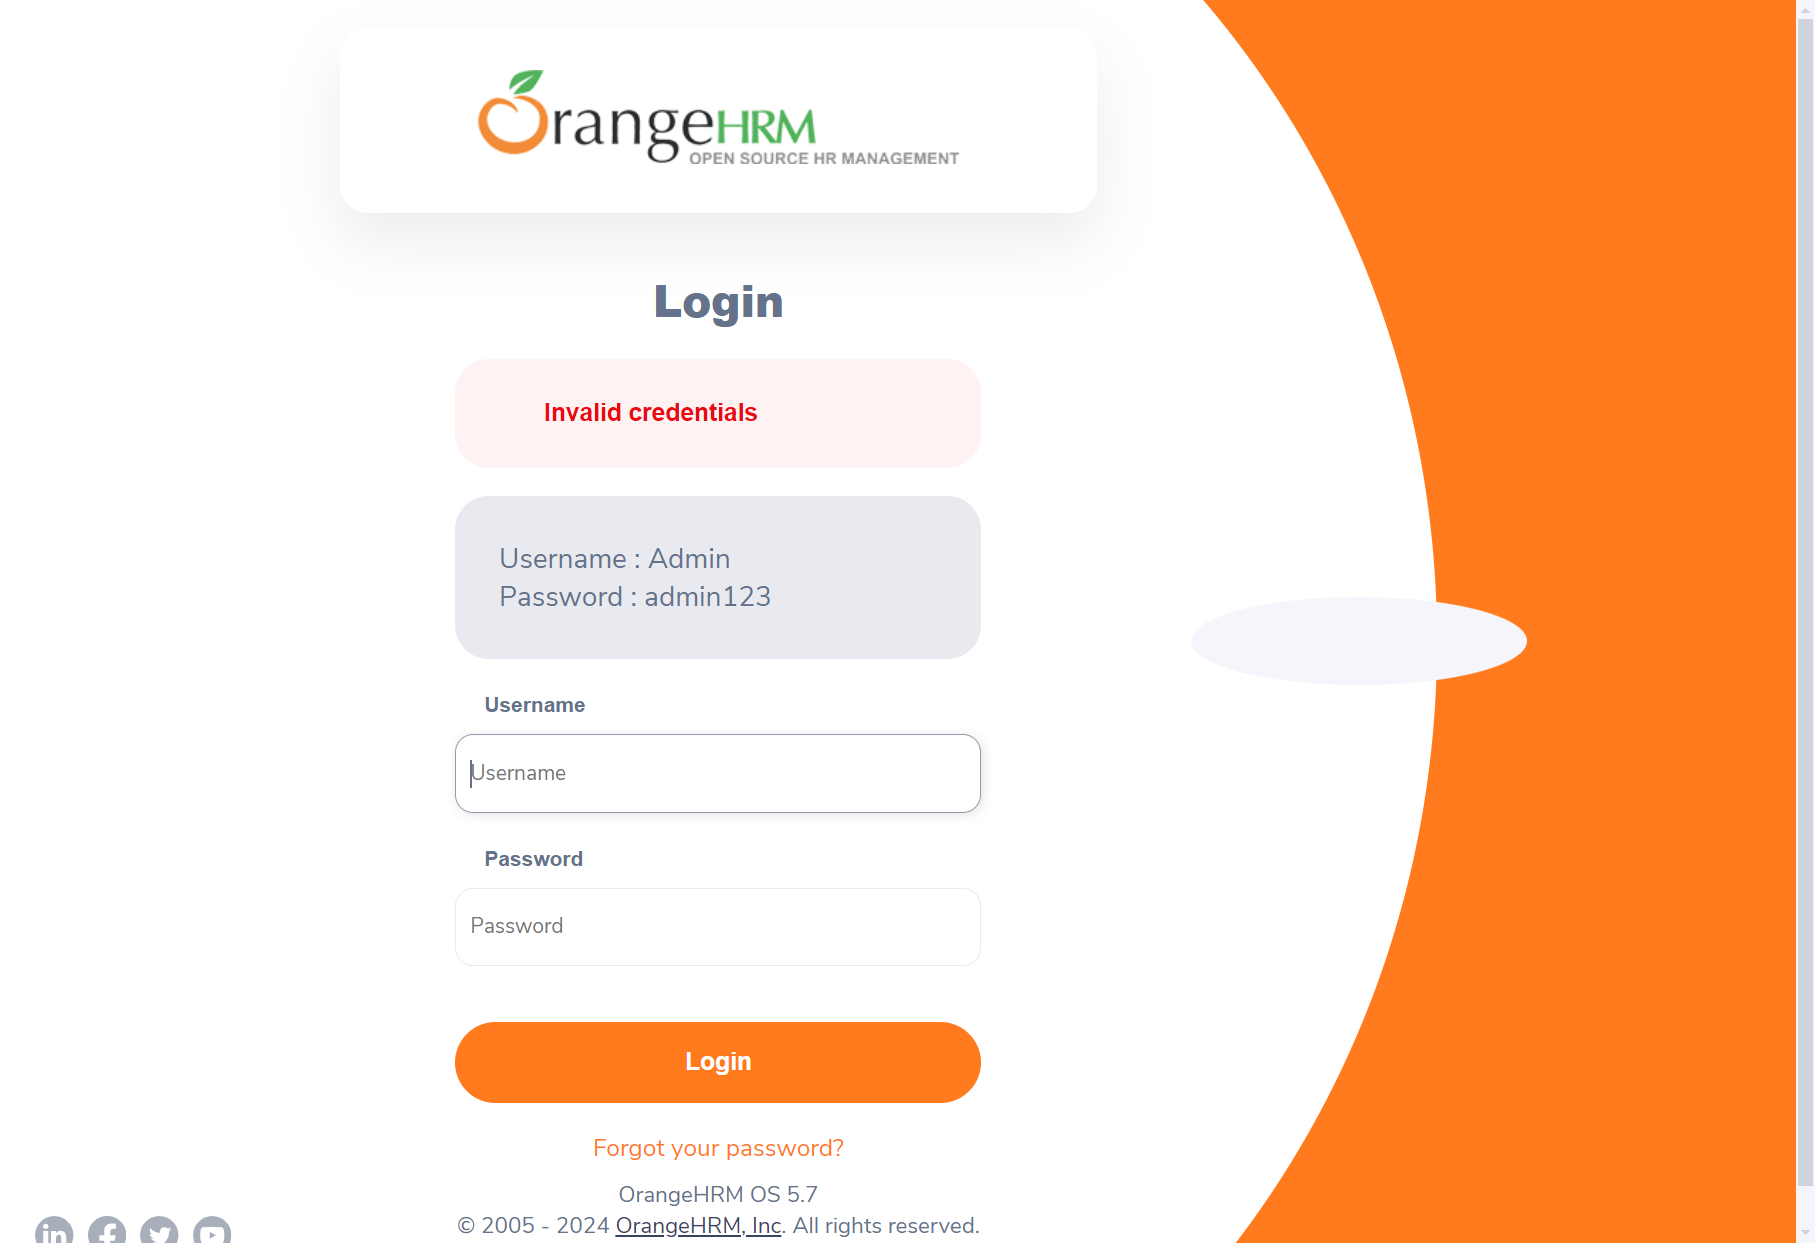 OrangeHRM
OPEN SOURCE HR MANAGEMENT
Login
Invalid credentials
Username : Admin
Password : admin123
Username
Username
Password
Password
Login
Forgot your password?
OrangeHRM OS 5.7
© 2005 - 2024 OrangeHRM, Inc. All rights reserved.